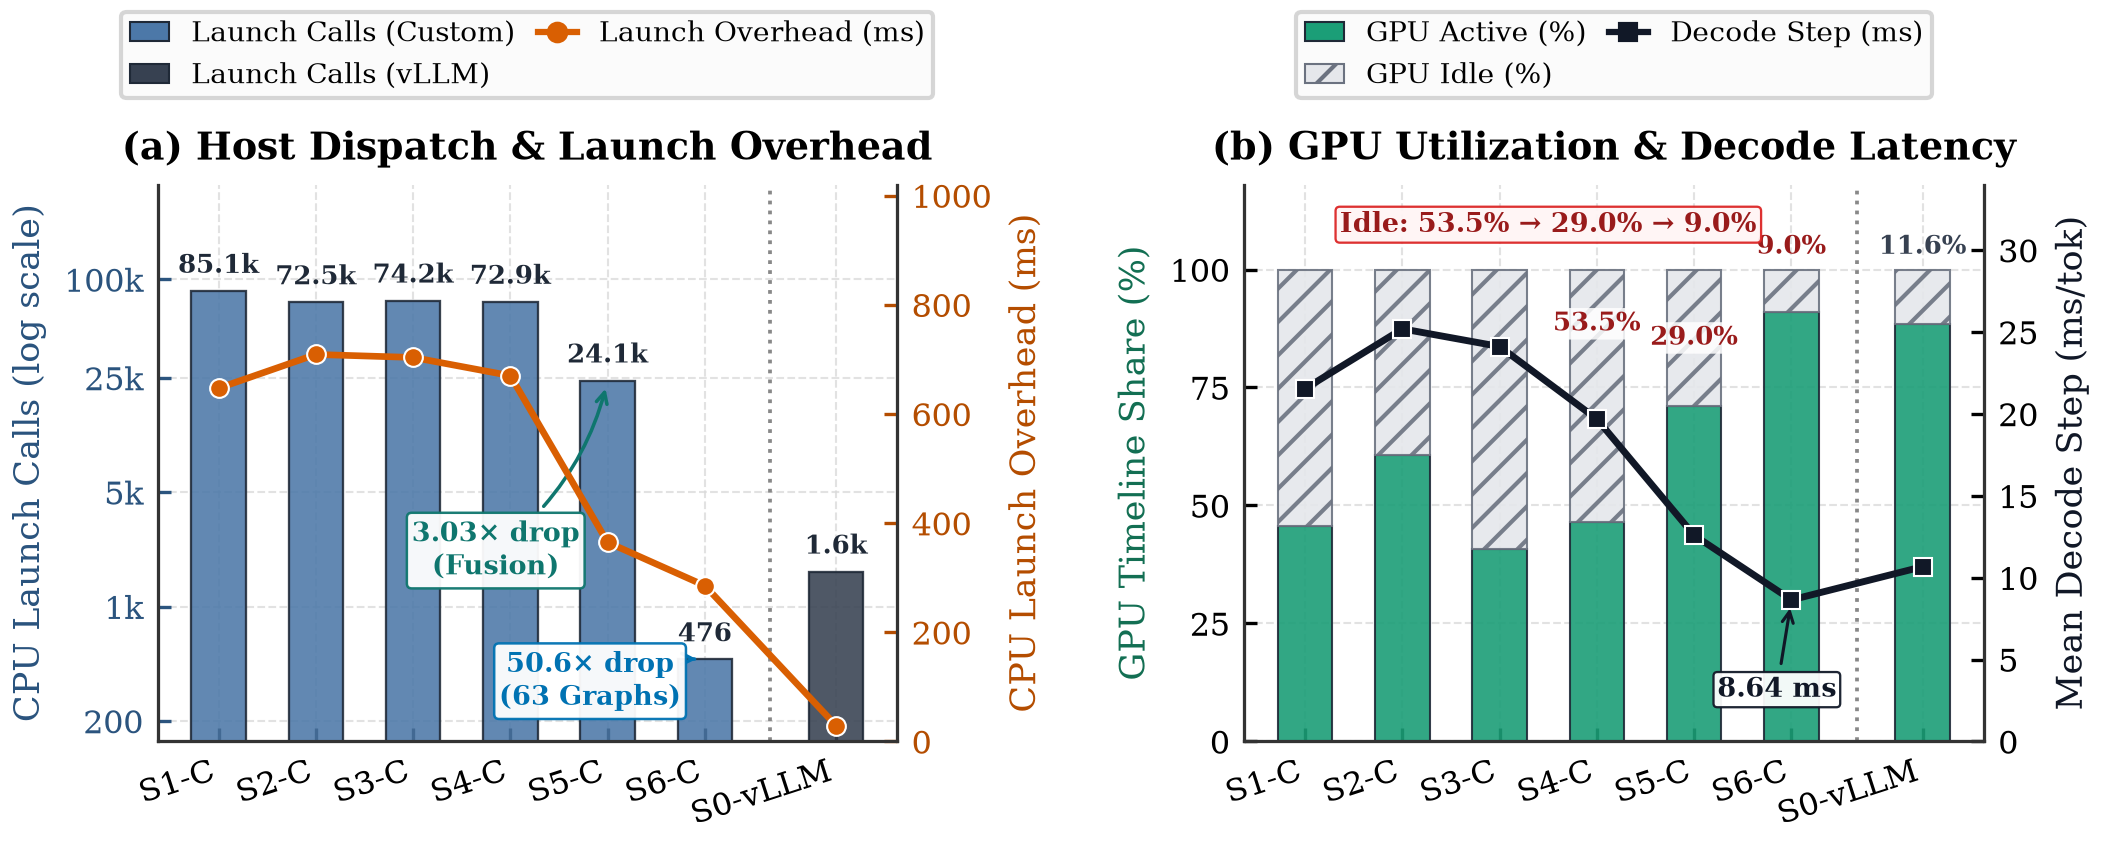 Launch Calls (Custom)
Launch Overhead (ms)
Launch Calls (vLLM)
(a) Host Dispatch & Launch Overhead
CPU Launch Calls (log scale)
100k
25k
5k
1k
200
85.1k
72.5k
74.2k
72.9k
24.1k
476
1.6k
3.03× drop
(Fusion)
50.6× drop
(63 Graphs)
1000
800
600
400
200
0
CPU Launch Overhead (ms)
S1-C
S2-C
S3-C
S4-C
S5-C
S6-C
S0-vLLM
GPU Active (%)
Decode Step (ms)
GPU Idle (%)
(b) GPU Utilization & Decode Latency
GPU Timeline Share (%)
100
75
50
25
0
Idle: 53.5% → 29.0% → 9.0%
53.5%
29.0%
9.0%
11.6%
8.64 ms
30
25
20
15
10
5
0
Mean Decode Step (ms/tok)
S1-C
S2-C
S3-C
S4-C
S5-C
S6-C
S0-vLLM